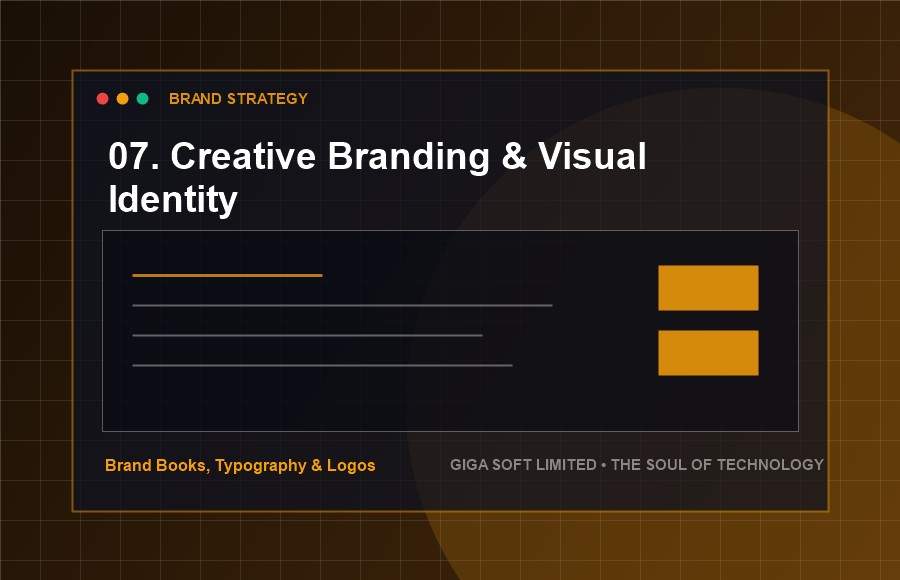 BRAND STRATEGY
07. Creative Branding & Visual
Identity
Brand Books, Typography & Logos
GIGA SOFT LIMITED • THE SOUL OF TECHNOLOGY